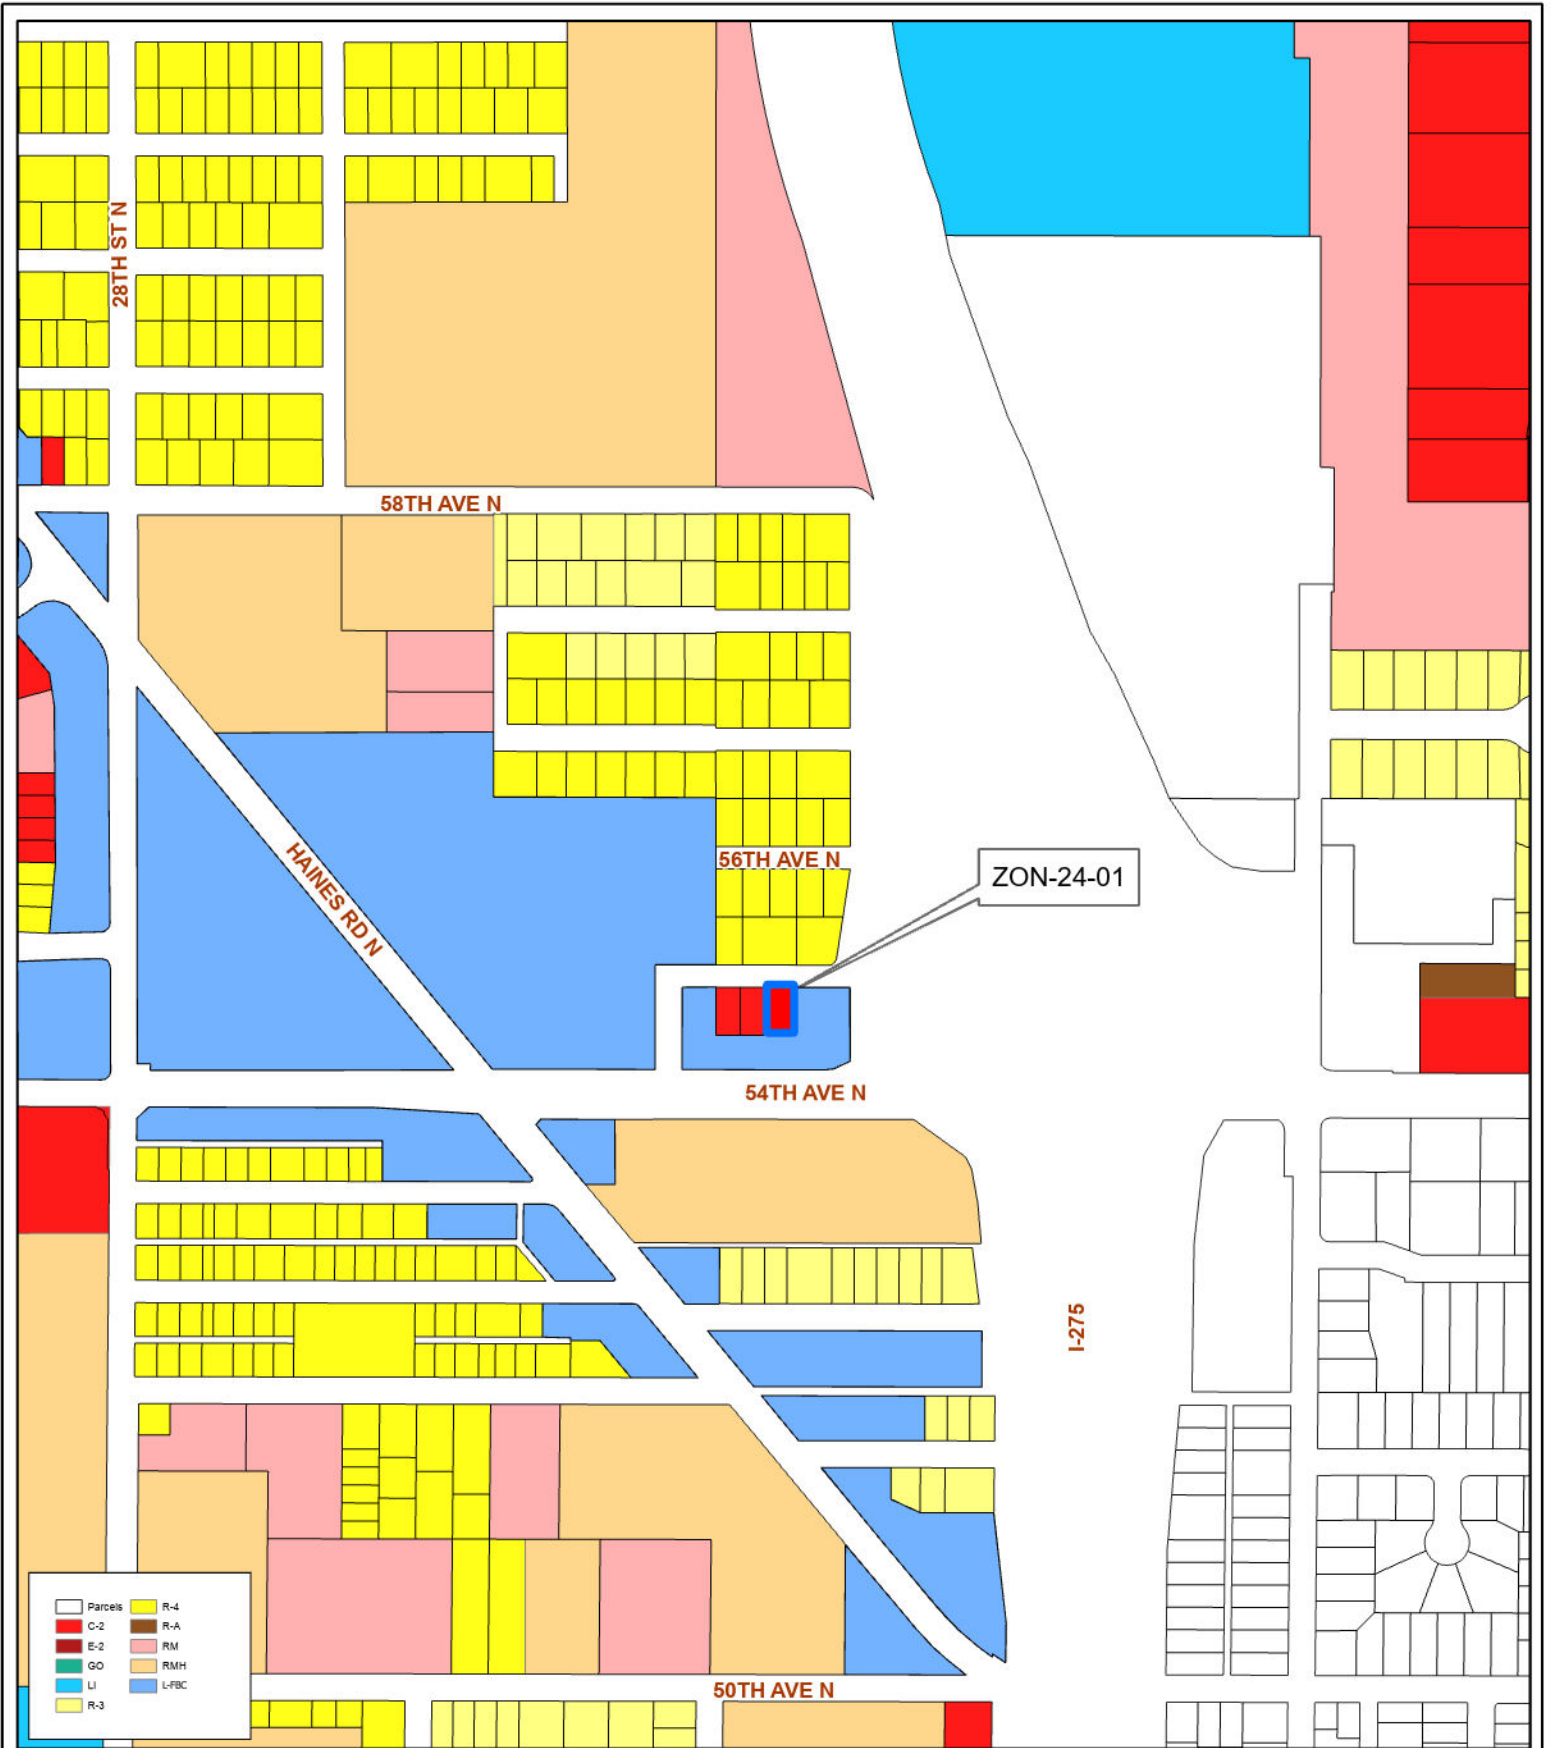 28TH ST N
58TH AVE N
HAINES RD N
56TH AVE N
ZON-24-01
54TH AVE N
I-275
Parcels
C-2
E-2
GO
LI
R-3
R-4
R-A
RM
RMH
L-FBC
50TH AVE N